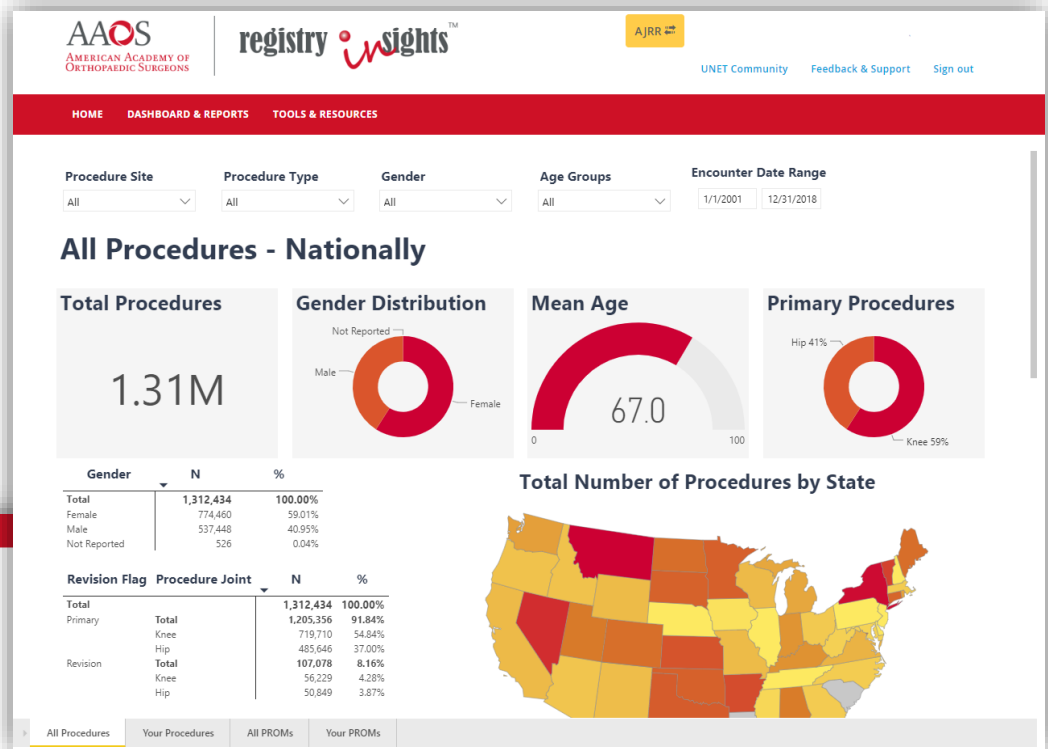 AAOS
AMERICAN ACADEMY OF
ORTHOPAEDIC SURGEONS
registry insights™
AJRR
UNET Community Feedback & Support Sign out
HOME DASHBOARD & REPORTS TOOLS & RESOURCES
Procedure Site Procedure Type Gender Age Groups Encounter Date Range
All All All All 1/1/2001 12/31/2018
All Procedures - Nationally
Total Procedures Gender Distribution Mean Age Primary Procedures
Not Reported
Hip 41%
Male
1.31M
Female
67.0
0 100
Knee 59%
Gender N %
Total 1,312,434 100.00%
Female 774,460 59.01%
Male 537,448 40.95%
Not Reported 526 0.04%
Total Number of Procedures by State
Revision Flag Procedure Joint N %
Total 1,312,434 100.00%
Primary Total 1,205,356 91.84%
Knee 719,710 54.84%
Hip 485,646 37.00%
Revision Total 107,078 8.16%
Knee 56,229 4.28%
Hip 50,849 3.87%
All Procedures Your Procedures All PROMs Your PROMs